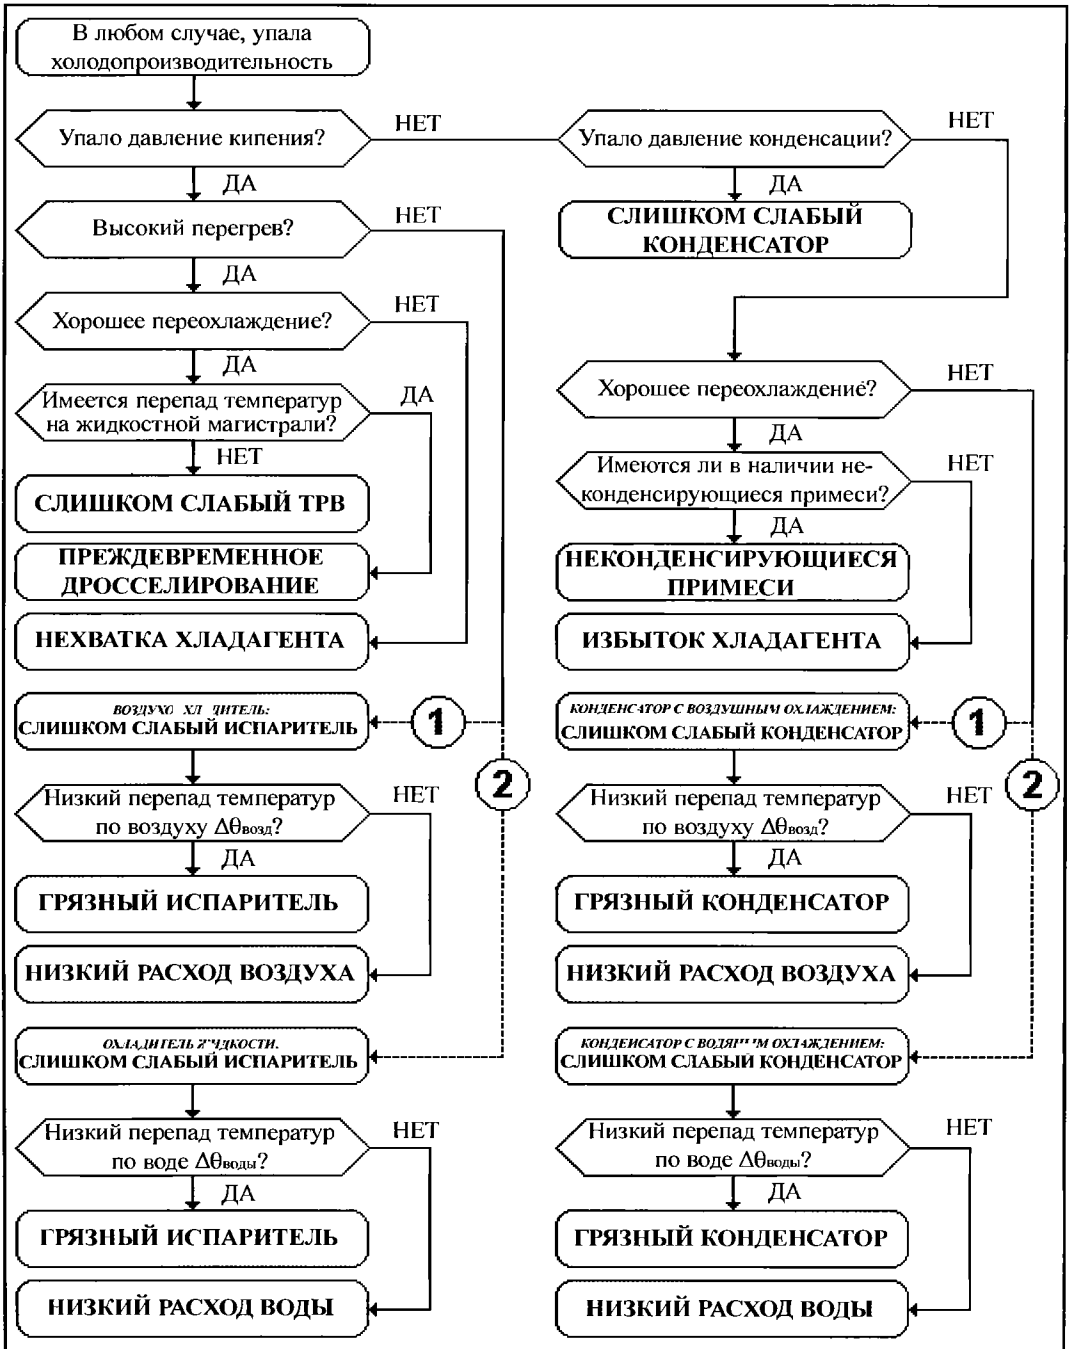 В любом случае, упала
холодопроизводительность
Упало давление кипения?
НЕТ
ДА
Высокий перегрев?
НЕТ
ДА
Хорошее переохлаждение?
НЕТ
ДА
Имеется перепад температур
на жидкостной магистрали?
ДА
НЕТ
СЛИШКОМ СЛАБЫЙ ТРВ
ПРЕЖДЕВРЕМЕННОЕ
ДРОССЕЛИРОВАНИЕ
НЕХВАТКА ХЛАДАГЕНТА
СЛИШКОМ СЛАБЫЙ ИСПАРИТЕЛЬ
1
2
Низкий перепад температур
по воздуху Δθвозд?
НЕТ
ДА
ГРЯЗНЫЙ ИСПАРИТЕЛЬ
НИЗКИЙ РАСХОД ВОЗДУХА
ОХЛАДИТЕЛЬ
СЛИШКОМ СЛАБЫЙ ИСПАРИТЕЛЬ
Низкий перепад температур
по воде Δθводы?
НЕТ
ДА
ГРЯЗНЫЙ ИСПАРИТЕЛЬ
НИЗКИЙ РАСХОД ВОДЫ
Упало давление конденсации?
НЕТ
ДА
СЛИШКОМ СЛАБЫЙ
КОНДЕНСАТОР
Хорошее переохлаждение?
НЕТ
ДА
Имеются ли в наличии не-
конденсирующиеся примеси?
НЕТ
ДА
НЕКОНДЕНСИРУЮЩИЕСЯ
ПРИМЕСИ
ИЗБЫТОК ХЛАДАГЕНТА
КОНДЕНСАТОР С ВОЗДУШНЫМ ОХЛАЖДЕНИЕМ:
СЛИШКОМ СЛАБЫЙ КОНДЕНСАТОР
1
2
Низкий перепад температур
по воздуху Δθвозд?
НЕТ
ДА
ГРЯЗНЫЙ КОНДЕНСАТОР
НИЗКИЙ РАСХОД ВОЗДУХА
КОНДЕНСАТОР С ОХЛАЖДЕНИЕМ:
СЛИШКОМ СЛАБЫЙ КОНДЕНСАТОР
Низкий перепад температур
по воде Δθводы?
НЕТ
ДА
ГРЯЗНЫЙ КОНДЕНСАТОР
НИЗКИЙ РАСХОД ВОДЫ